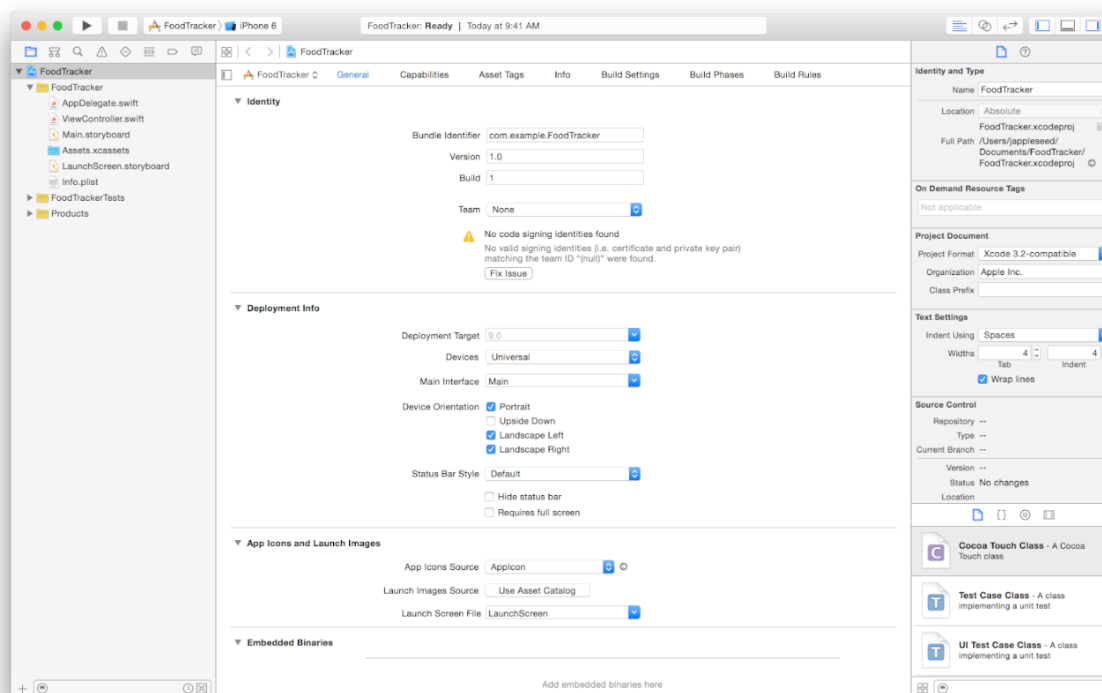 FoodTracker
iPhone 6
FoodTracker: Ready | Today at 9:41 AM
FoodTracker
FoodTracker
AppDelegate.swift
ViewController.swift
Main.storyboard
Assets.xcassets
LaunchScreen.storyboard
Info.plist
FoodTrackerTests
Products
FoodTracker
FoodTracker
General
Capabilities
Asset Tags
Info
Build Settings
Build Phases
Build Rules
Identity
Bundle Identifier com.example.FoodTracker
Version 1.0
Build 1
Team None
No code signing identities found
No valid signing identities (i.e. certificate and private key pair)
matching the team ID "(null)" were found.
Fix Issue
Deployment Info
Deployment Target 9.0
Devices Universal
Main Interface Main
Device Orientation Portrait
Upside Down
Landscape Left
Landscape Right
Status Bar Style Default
Hide status bar
Requires full screen
App Icons and Launch Images
App Icons Source AppIcon
Launch Images Source Use Asset Catalog
Launch Screen File LaunchScreen
Embedded Binaries
Add embedded binaries here
Identity and Type
Name FoodTracker
Location Absolute
FoodTracker.xcodeproj
Full Path /Users/jappleseed/
Documents/FoodTracker/
FoodTracker.xcodeproj
On Demand Resource Tags
Not applicable
Project Document
Project Format Xcode 3.2-compatible
Organization Apple Inc.
Class Prefix
Text Settings
Indent Using Spaces
Widths 4 4
Tab Indent
Wrap lines
Source Control
Repository --
Type --
Current Branch --
Version --
Status No changes
Location
{}
C
Cocoa Touch Class - A Cocoa
Touch class
T
Test Case Class - A class
implementing a unit test
T
UI Test Case Class - A class
implementing a unit test